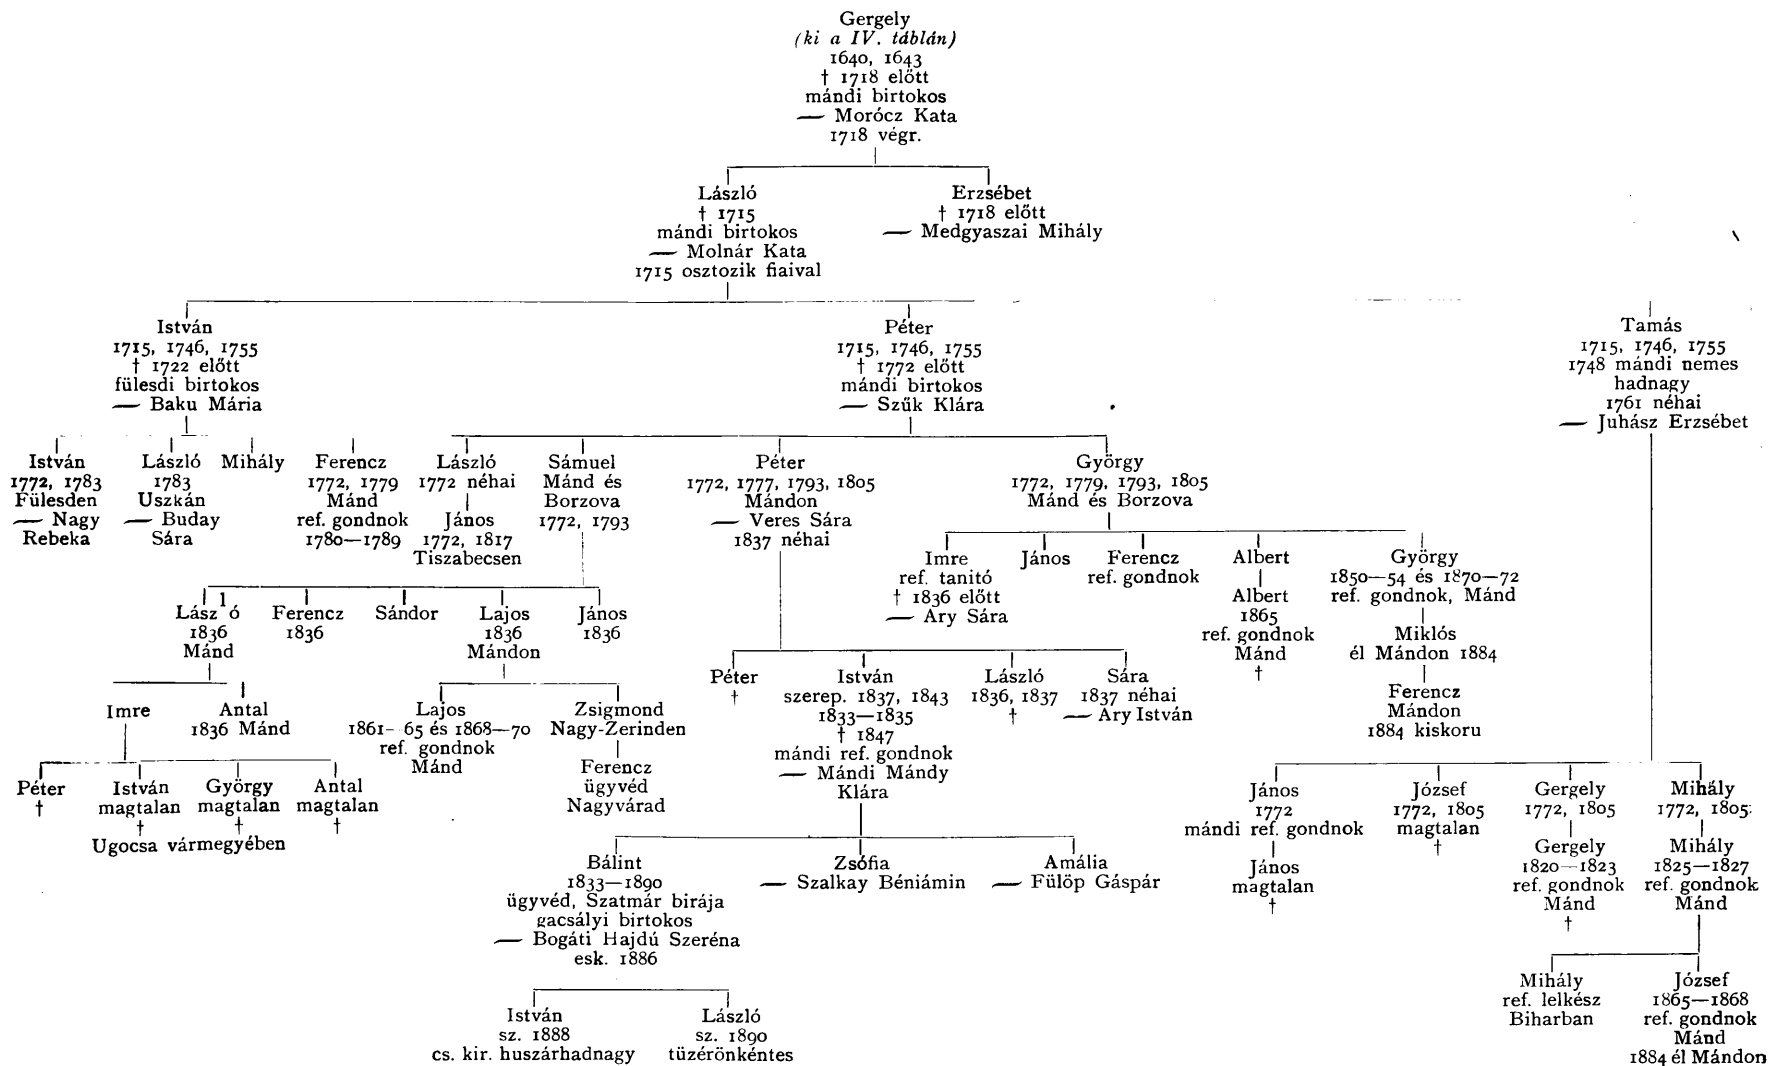 Gergely
(ki a IV. táblán)
1640, 1643
† 1718 előtt
mándi birtokos
— Morócz Kata
1718 végr.
László
† 1715
mándi birtokos
— Molnár Kata
1715 osztozik fiaival
Erzsébet
† 1718 előtt
— Medgyaszai Mihály
István
1715, 1746, 1755
† 1722 előtt
fülesdi birtokos
— Baku Mária
Péter
1715, 1746, 1755
† 1772 előtt
mándi birtokos
— Szűk Klára
Tamás
1715, 1746, 1755
1748 mándi nemes
hadnagy
1761 néhai
— Juhász Erzsébet
István
1772, 1783
Fülesden
— Nagy
Rebeka
László
1783
Uszkán
— Buday
Sára
Mihály
Ferencz
1772, 1779
Mánd
ref. gondnok
1780—1789
László
1772 néhai
János
1772, 1817
Tiszabecsen
Sámuel
Mánd és
Borzova
1772, 1793
Péter
1772, 1777, 1793, 1805
Mándon
— Veres Sára
1837 néhai
György
1772, 1779, 1793, 1805
Mánd és Borzova
Imre
ref. tanitó
† 1836 előtt
— Ary Sára
János
Ferencz
ref. gondnok
Albert
Albert
1865
ref. gondnok
Mánd
†
György
1850—54 és 1870—72
ref. gondnok, Mánd
Miklós
él Mándon 1884
Ferencz
Mándon
1884 kiskoru
László
1836
Mánd
Ferencz
1836
Sándor
Lajos
1836
Mándon
János
1836
Péter
†
István
szerep. 1837, 1843
1833—1835
† 1847
mándi ref. gondnok
— Mándi Mándy
Klára
László
1836, 1837
†
Sára
1837 néhai
— Ary István
Imre
Antal
1836 Mánd
Lajos
1861—65 és 1868—70
ref. gondnok
Mánd
Zsigmond
Nagy-Zerinden
Ferencz
ügyvéd
Nagyvárad
Péter
†
István
magtalan
†
György
magtalan
†
Antal
magtalan
†
Ugocsa vármegyében
János
1772
mándi ref. gondnok
János
magtalan
†
József
1772, 1805
magtalan
†
Gergely
1772, 1805
Gergely
1820—1823
ref. gondnok
Mánd
†
Mihály
1772, 1805
Mihály
1825—1827
ref. gondnok
Mánd
Bálint
1833—1890
ügyvéd, Szatmár birája
gacsályi birtokos
— Bogáti Hajdú Szeréna
esk. 1886
Zsófia
— Szalkay Béniámin
Amália
— Fülöp Gáspár
István
sz. 1888
cs. kir. huszárhadnagy
László
sz. 1890
tüzérönkéntes
Mihály
ref. lelkész
Biharban
József
1865—1868
ref. gondnok
Mánd
1884 él Mándon